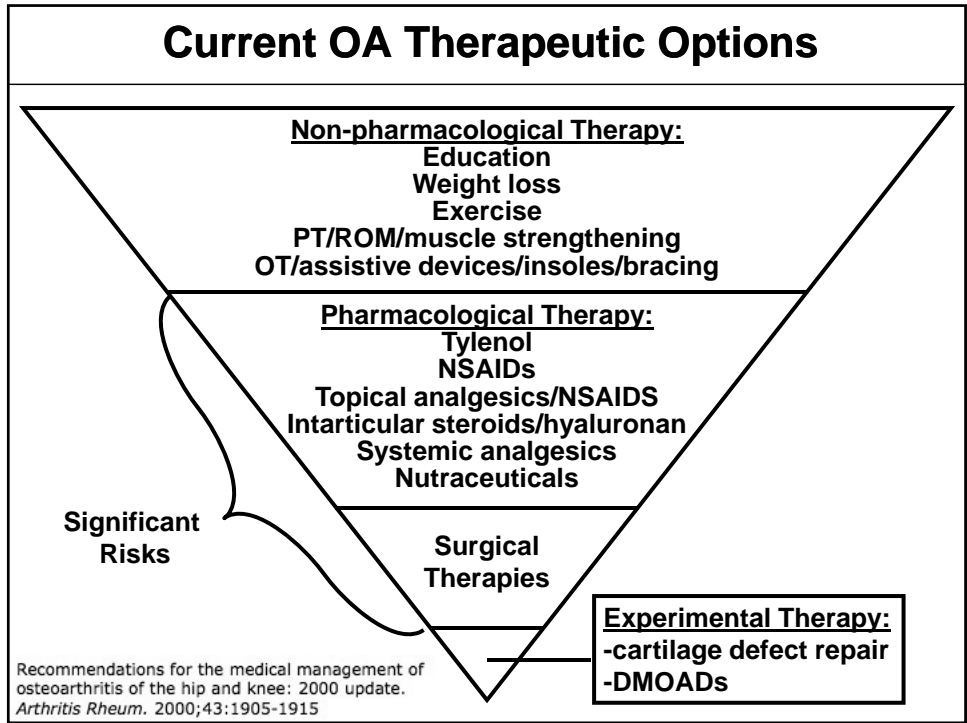 Current OA Therapeutic Options
Non-pharmacological Therapy:
Education
Weight loss
Exercise
PT/ROM/muscle strengthening
OT/assistive devices/insoles/bracing
Pharmacological Therapy:
Tylenol
NSAIDs
Topical analgesics/NSAIDS
Intarticular steroids/hyaluronan
Systemic analgesics
Nutraceuticals
Significant
Risks
Surgical
Therapies
Experimental Therapy:
-cartilage defect repair
-DMOADs
Recommendations for the medical management of
osteoarthritis of the hip and knee: 2000 update.
Arthritis Rheum. 2000;43:1905-1915